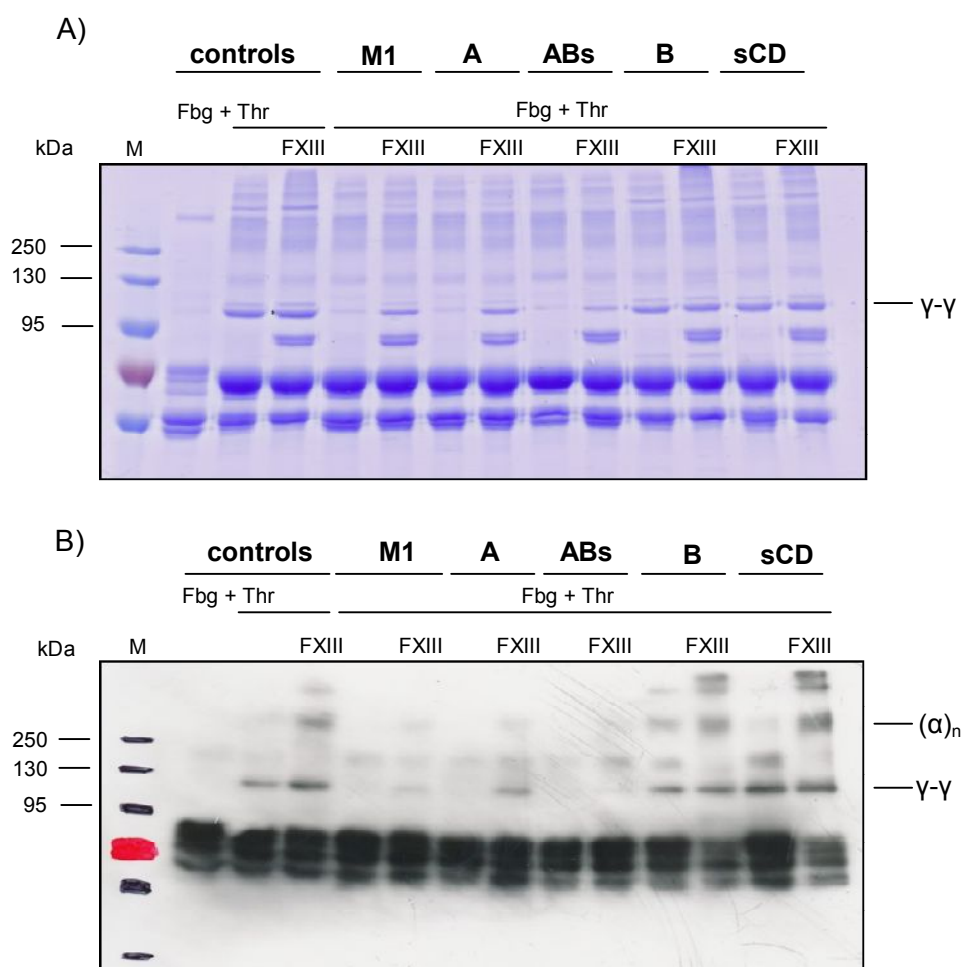 A)
controls M1 A ABs B sCD
Fbg + Thr Fbg + Thr
kDa M FXIII FXIII FXIII FXIII FXIII FXIII
250
130
95
γ-γ
B)
controls M1 A ABs B sCD
Fbg + Thr Fbg + Thr
kDa M FXIII FXIII FXIII FXIII FXIII FXIII
(α)n
250
130
γ-γ
95